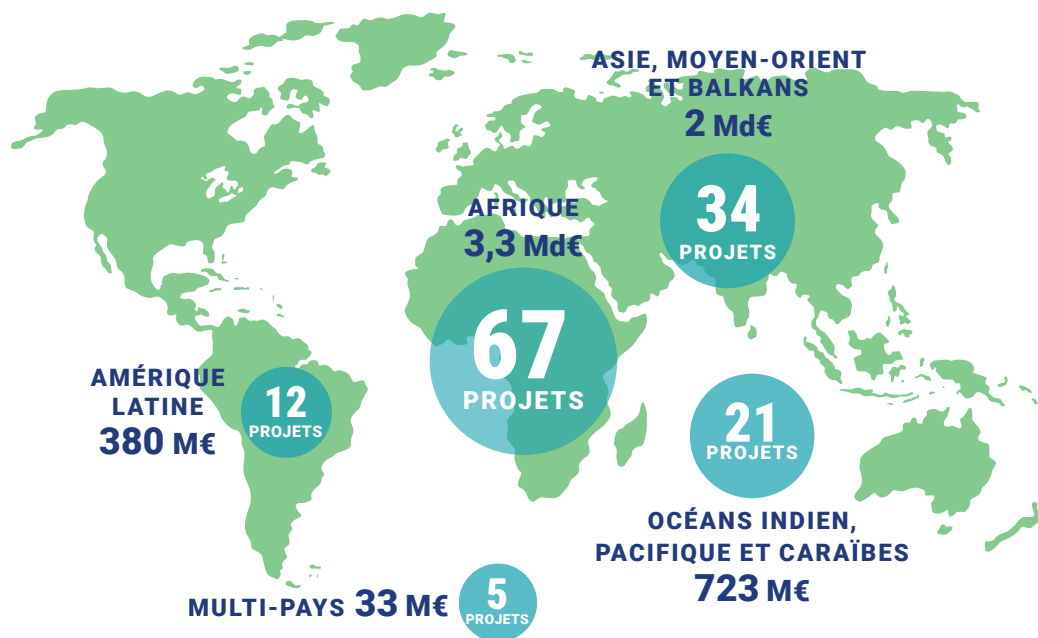 ASIE, MOYEN-ORIENT
ET BALKANS
2 Md€
34
PROJETS
AFRIQUE
3,3 Md€
67
PROJETS
AMÉRIQUE
LATINE
380 M€
12
PROJETS
21
PROJETS
OCÉANS INDIEN,
PACIFIQUE ET CARAÏBES
723 M€
MULTI-PAYS 33 M€
5
PROJETS